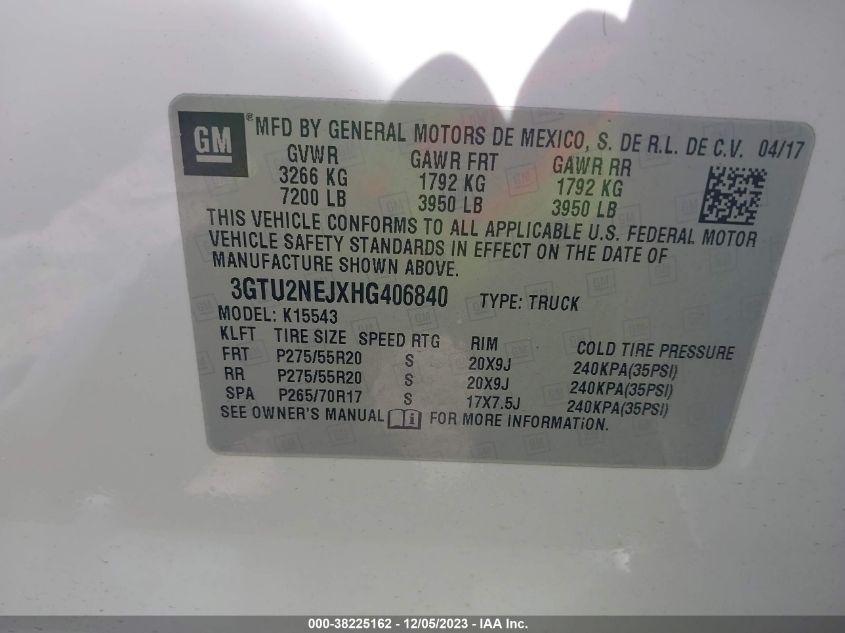 GM ® MFD BY GENERAL MOTORS DE MEXICO, S. DE R.L. DE C.V. 04/17
GVWR GAWR FRT GAWR RR
3266 KG 1792 KG 1792 KG
7200 LB 3950 LB 3950 LB
THIS VEHICLE CONFORMS TO ALL APPLICABLE U.S. FEDERAL MOTOR
VEHICLE SAFETY STANDARDS IN EFFECT ON THE DATE OF
MANUFACTURE SHOWN ABOVE.
3GTU2NEJXHG406840 TYPE: TRUCK
MODEL: K15543
KLFT TIRE SIZE SPEED RTG RIM COLD TIRE PRESSURE
FRT P275/55R20 S 20X9J 240KPA(35PSI)
RR P275/55R20 S 20X9J 240KPA(35PSI)
SPA P265/70R17 S 17X7.5J 240KPA(35PSI)
SEE OWNER'S MANUAL i FOR MORE INFORMATION.
000-38225162 - 12/05/2023 - IAA Inc.